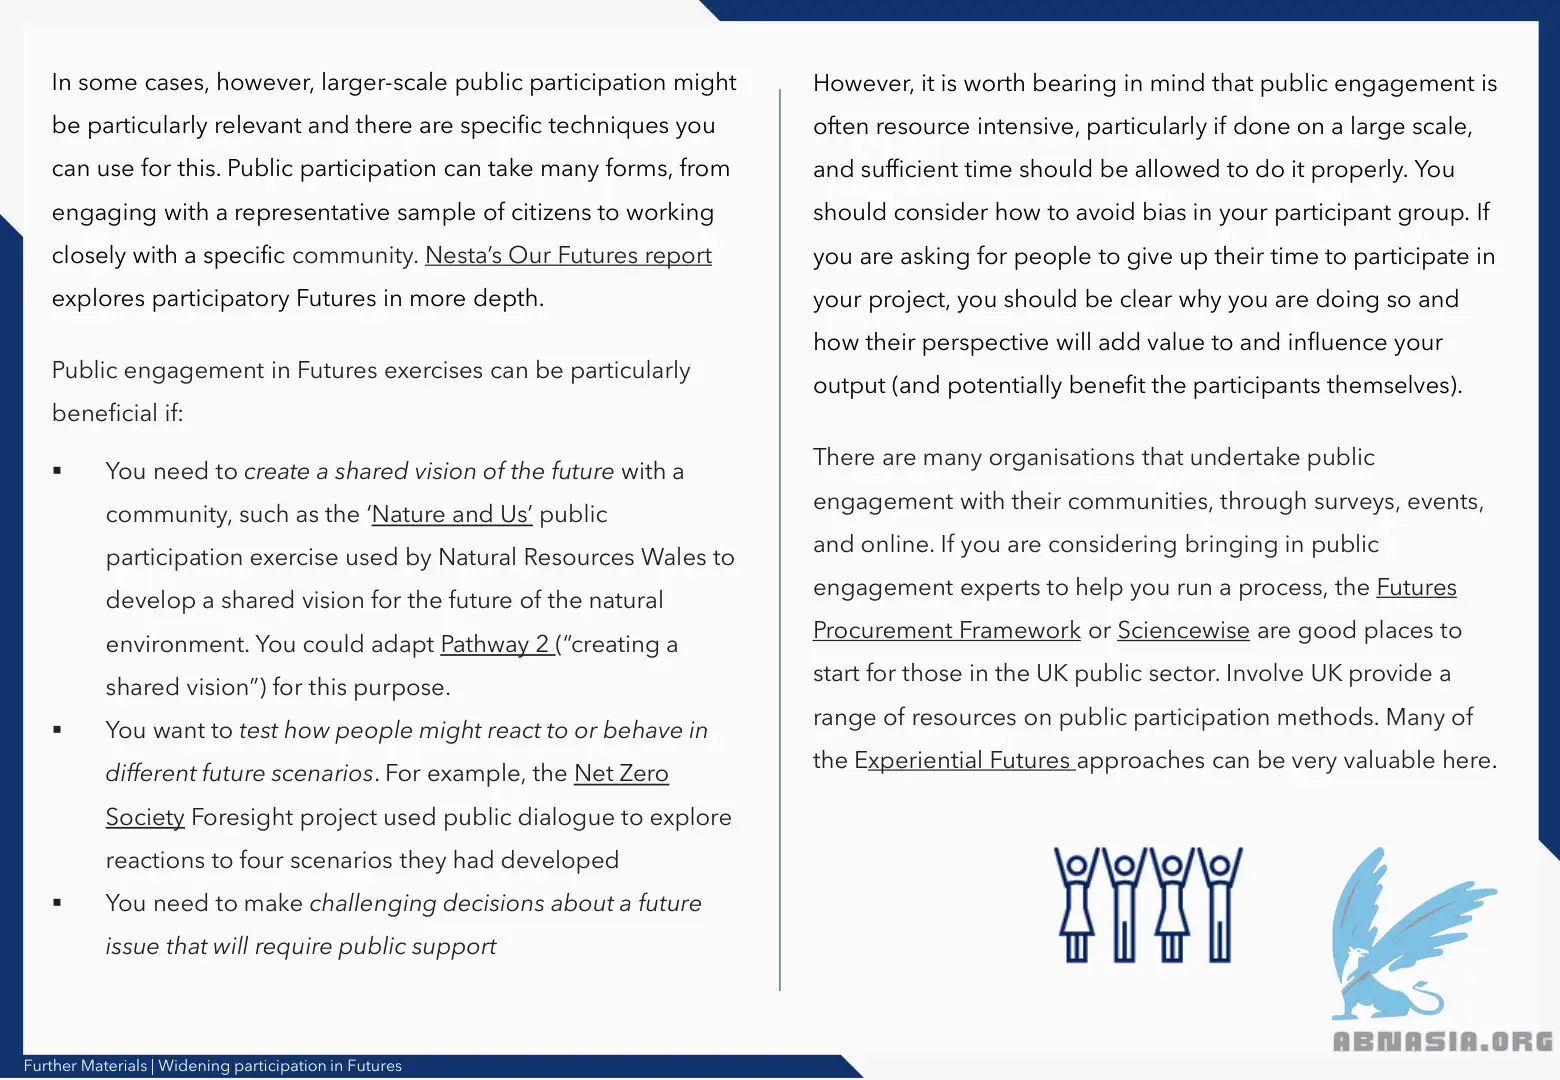 In some cases, however, larger-scale public participation might
be particularly relevant and there are specific techniques you
can use for this. Public participation can take many forms, from
engaging with a representative sample of citizens to working
closely with a specific community. Nesta’s Our Futures report
explores participatory Futures in more depth.
Public engagement in Futures exercises can be particularly
beneficial if:
▪ You need to create a shared vision of the future with a
community, such as the ‘Nature and Us’ public
participation exercise used by Natural Resources Wales to
develop a shared vision for the future of the natural
environment. You could adapt Pathway 2 (“creating a
shared vision”) for this purpose.
▪ You want to test how people might react to or behave in
different future scenarios. For example, the Net Zero
Society Foresight project used public dialogue to explore
reactions to four scenarios they had developed
▪ You need to make challenging decisions about a future
issue that will require public support
However, it is worth bearing in mind that public engagement is
often resource intensive, particularly if done on a large scale,
and sufficient time should be allowed to do it properly. You
should consider how to avoid bias in your participant group. If
you are asking for people to give up their time to participate in
your project, you should be clear why you are doing so and
how their perspective will add value to and influence your
output (and potentially benefit the participants themselves).
There are many organisations that undertake public
engagement with their communities, through surveys, events,
and online. If you are considering bringing in public
engagement experts to help you run a process, the Futures
Procurement Framework or Sciencewise are good places to
start for those in the UK public sector. Involve UK provide a
range of resources on public participation methods. Many of
the Experiential Futures approaches can be very valuable here.
ABNASIA.ORG
Further Materials | Widening participation in Futures